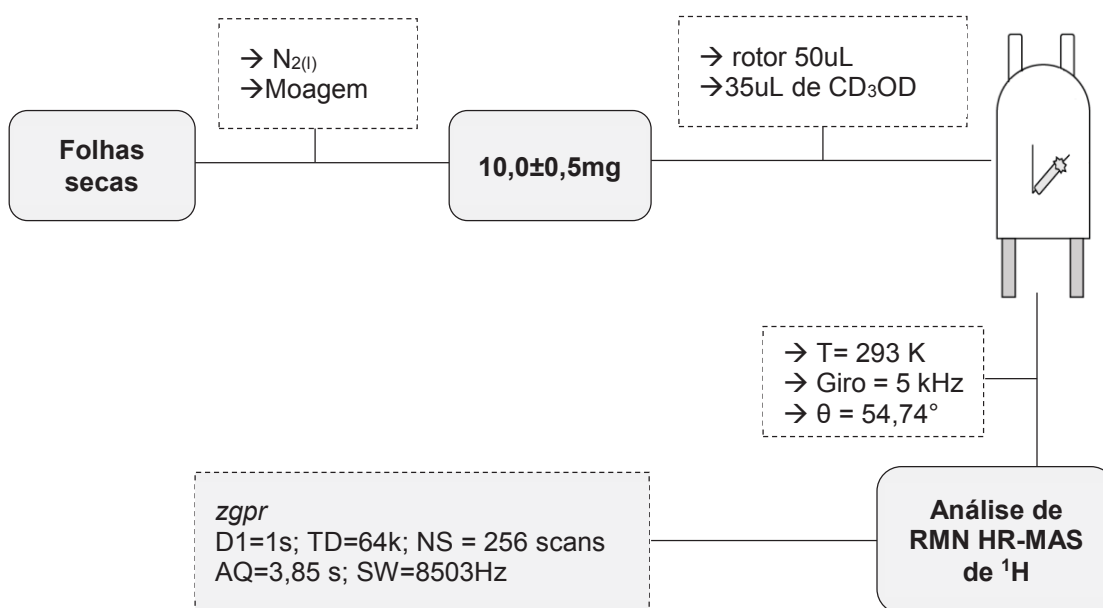 → N₂₍ₗ₎
→Moagem
→ rotor 50uL
→35uL de CD₃OD
Folhas
secas
10,0±0,5mg
→ T= 293 K
→ Giro = 5 kHz
→ θ = 54,74°
zgpr
D1=1s; TD=64k; NS = 256 scans
AQ=3,85 s; SW=8503Hz
Análise de
RMN HR-MAS
de ¹H